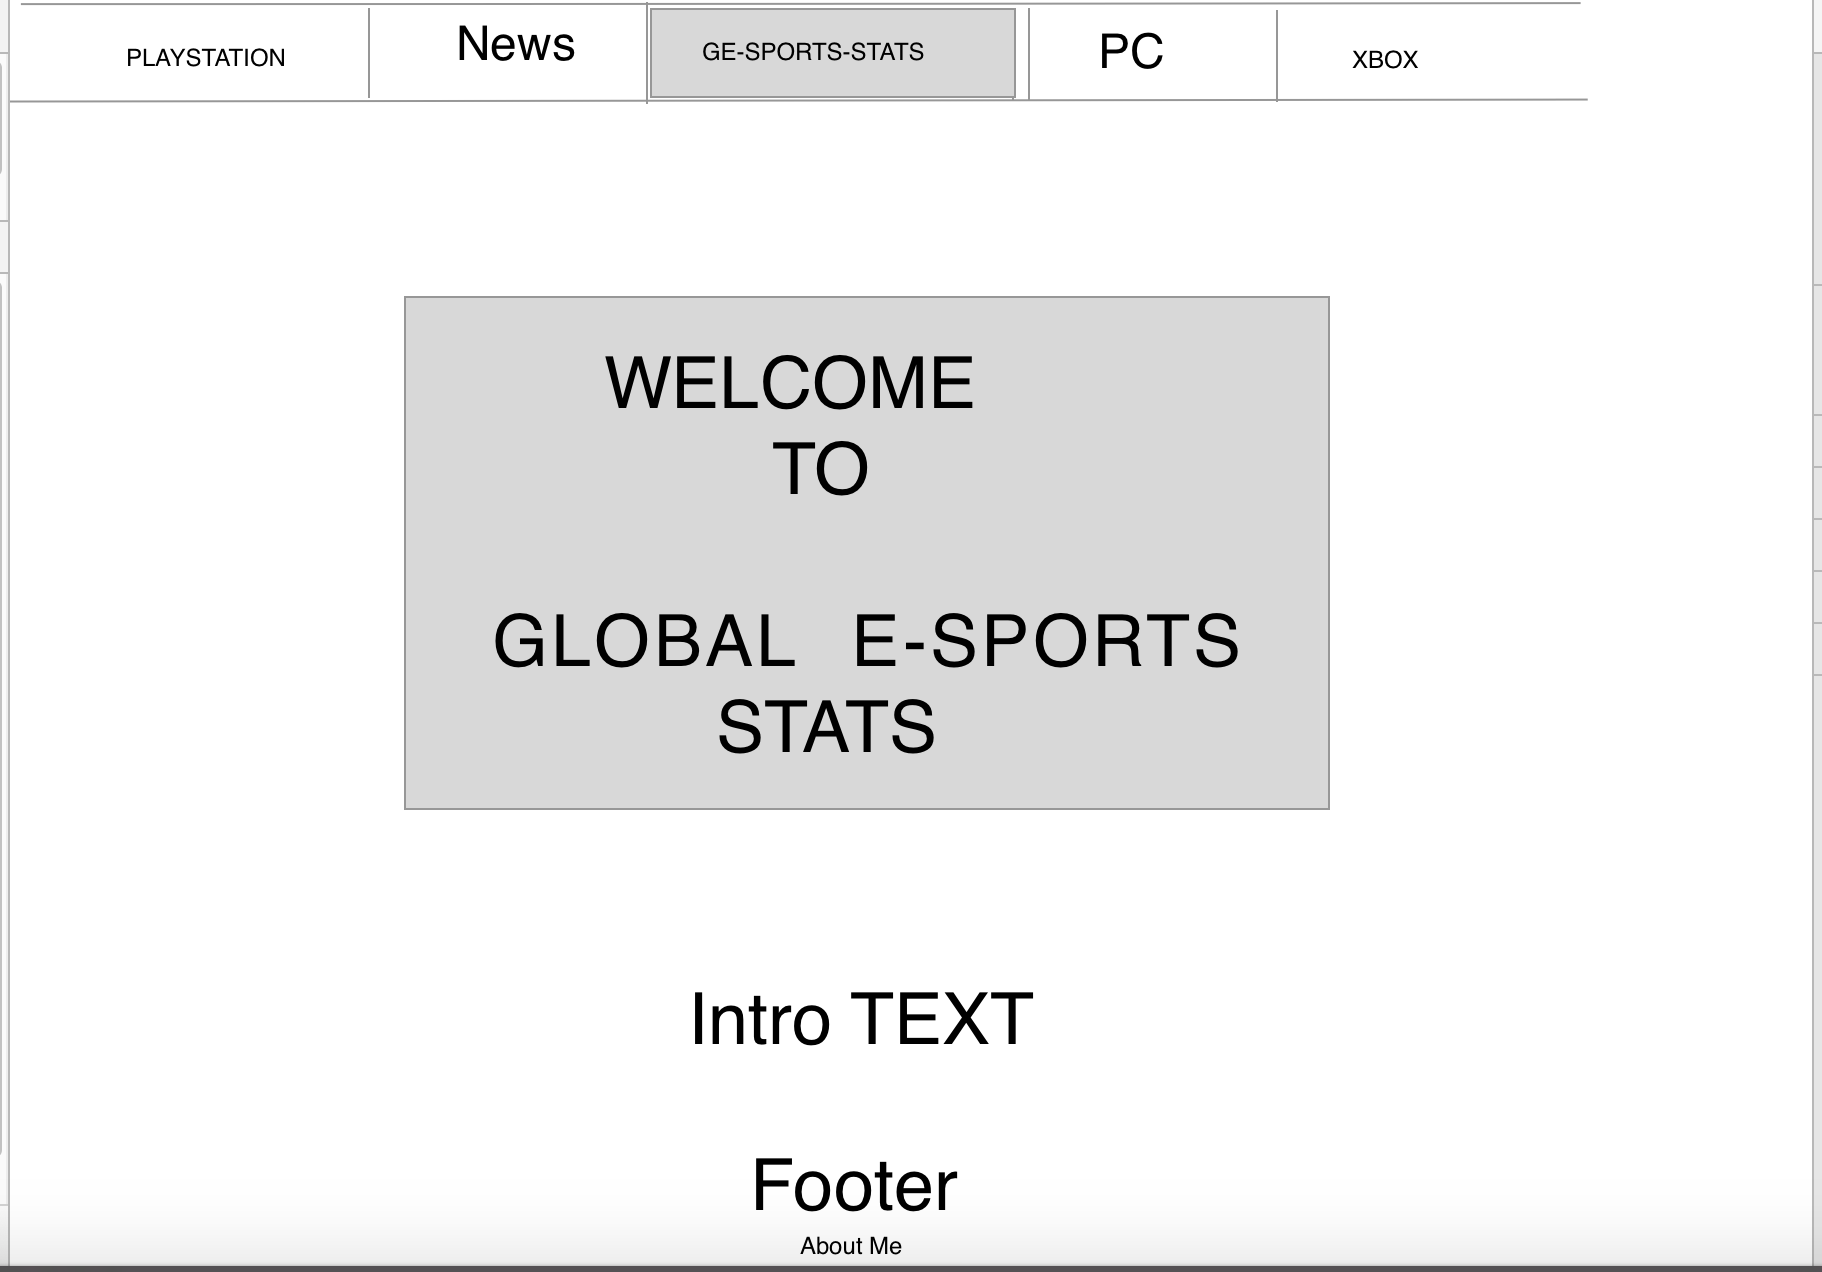 PLAYSTATION News GE-SPORTS-STATS PC XBOX
WELCOME
TO
GLOBAL E-SPORTS
STATS
Intro TEXT
Footer
About Me